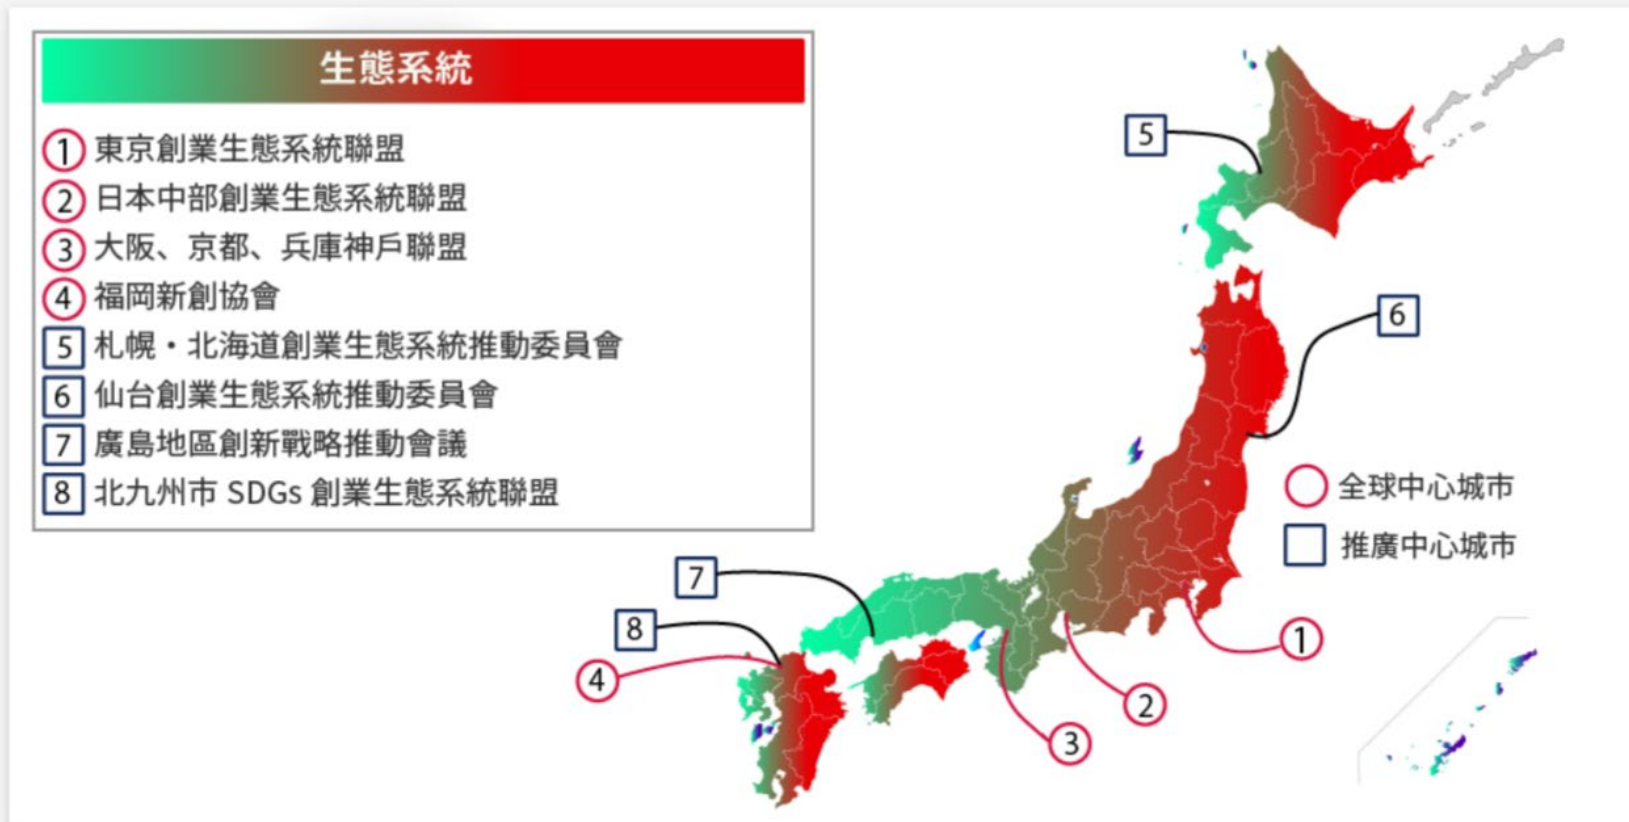 生態系統
1 東京創業生態系統聯盟
2 日本中部創業生態系統聯盟
3 大阪、京都、兵庫神戶聯盟
4 福岡新創協會
5 札幌・北海道創業生態系統推動委員會
6 仙台創業生態系統推動委員會
7 廣島地區創新戰略推動會議
8 北九州市 SDGs 創業生態系統聯盟
5
6
全球中心城市
推廣中心城市
7
8
4
1
2
3